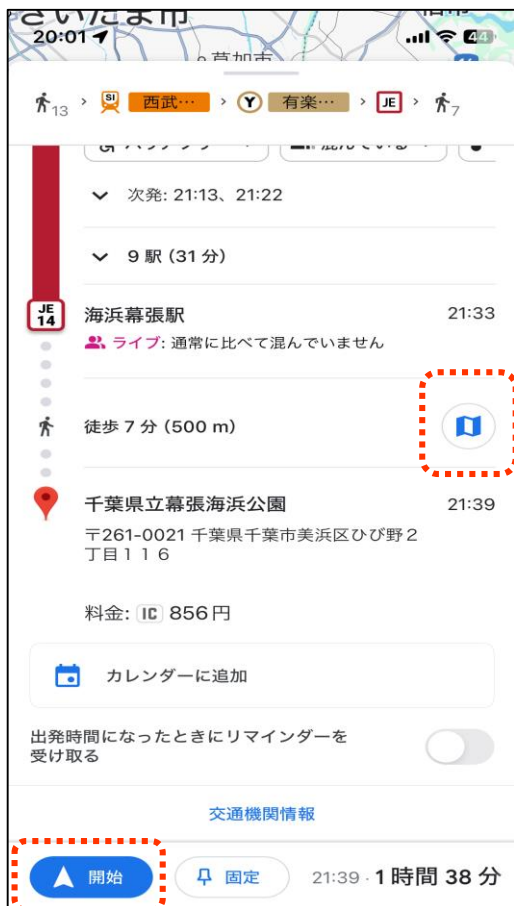 さいたま市
20:01
草加市
44
13
SI
西武…
Y
有楽…
JE
7
次発: 21:13、21:22
9 駅 (31 分)
JE
14
海浜幕張駅
21:33
ライブ: 通常に比べて混んでいません
徒歩 7 分 (500 m)
千葉県立幕張海浜公園
21:39
〒261-0021 千葉県千葉市美浜区ひび野２
丁目１１６
料金: IC 856 円
カレンダーに追加
出発時間になったときにリマインダーを
受け取る
交通機関情報
開始
固定
21:39 · 1 時間 38 分